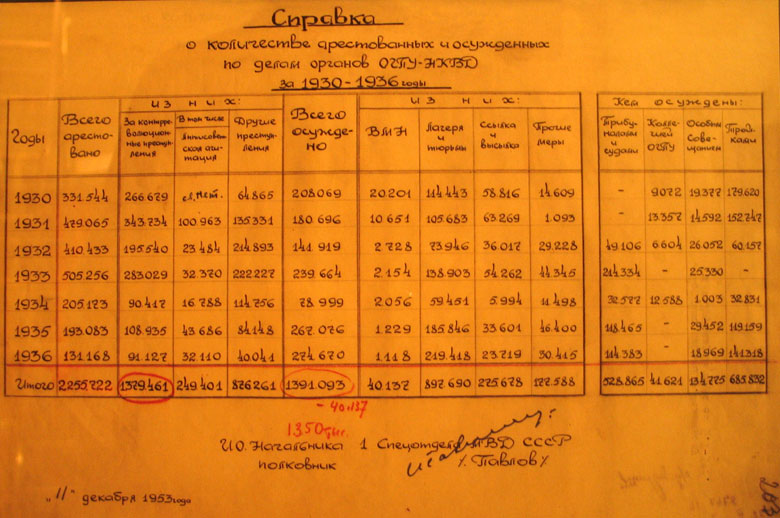 Справка
о количестве арестованных и осужденных
по делам органов ОГПУ-НКВД
за 1930-1936 годы
Годы Всего арестовано из них: Всего осуждено из них: Кем осуждены:
За контрреволюционные преступления В том числе Антисоветская агитация Другие преступления ВМН Лагеря и тюрьмы Ссылка и высылка Прочие меры Трибуналами и судами Коллегией ОГПУ Особым Совещанием Тройками
1930 331.544 266.679 64.865 208.069 20.201 114.443 58.816 14.609 - 9.072 19.377 179.620
1931 479.065 343.734 100.963 135.331 180.696 10.651 105.683 63.269 1.093 - 13.357 14.592 152.747
1932 410.433 195.540 23.484 214.893 141.919 2.728 73.946 36.017 29.228 49.106 6.604 26.052 60.157
1933 505.256 283.029 32.370 222.227 239.664 2.154 138.903 54.262 44.345 214.334 - 25.330 -
1934 205.173 90.417 16.788 114.756 78.999 2.056 59.451 5.994 11.498 32.577 12.588 1.003 32.831
1935 193.083 108.935 43.686 84.148 267.076 1.229 185.846 33.601 46.400 118.465 - 29.452 119.159
1936 131.168 91.127 32.110 40.041 274.670 1.118 219.418 23.719 30.415 114.383 - 18.969 141.318
Итого 2255.722 1379.461 249.401 876.261 1391.093 40.137 897.690 275.678 177.588 528.865 41.621 134.775 685.832
- 40.137
1350 тыс.
И.О. Начальника 1 Спецотдела МВД СССР
полковник /Павлов/
„11" декабря 1953 года